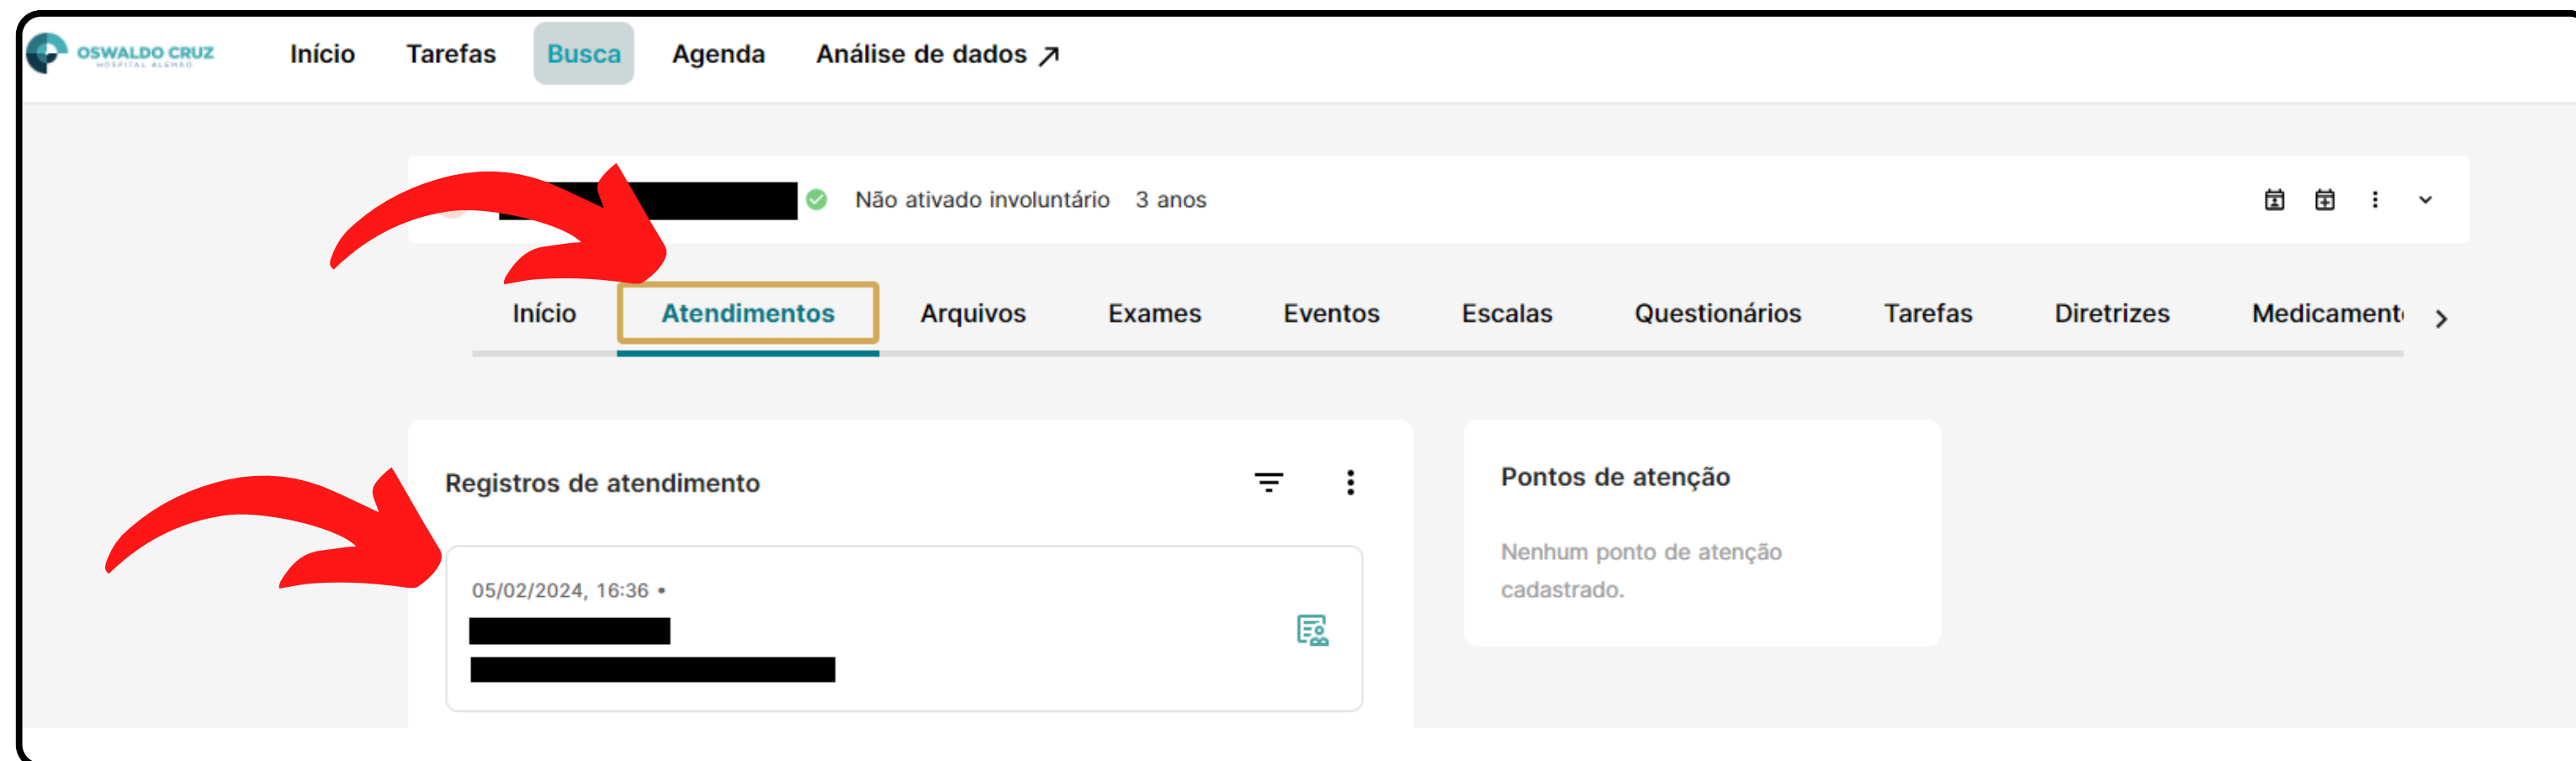 OSWALDO CRUZ
HOSPITAL ALEMÃO
Início Tarefas Busca Agenda Análise de dados
Não ativado involuntário 3 anos
Início Atendimentos Arquivos Exames Eventos Escalas Questionários Tarefas Diretrizes Medicament
Registros de atendimento
05/02/2024, 16:36 •
Pontos de atenção
Nenhum ponto de atenção
cadastrado.